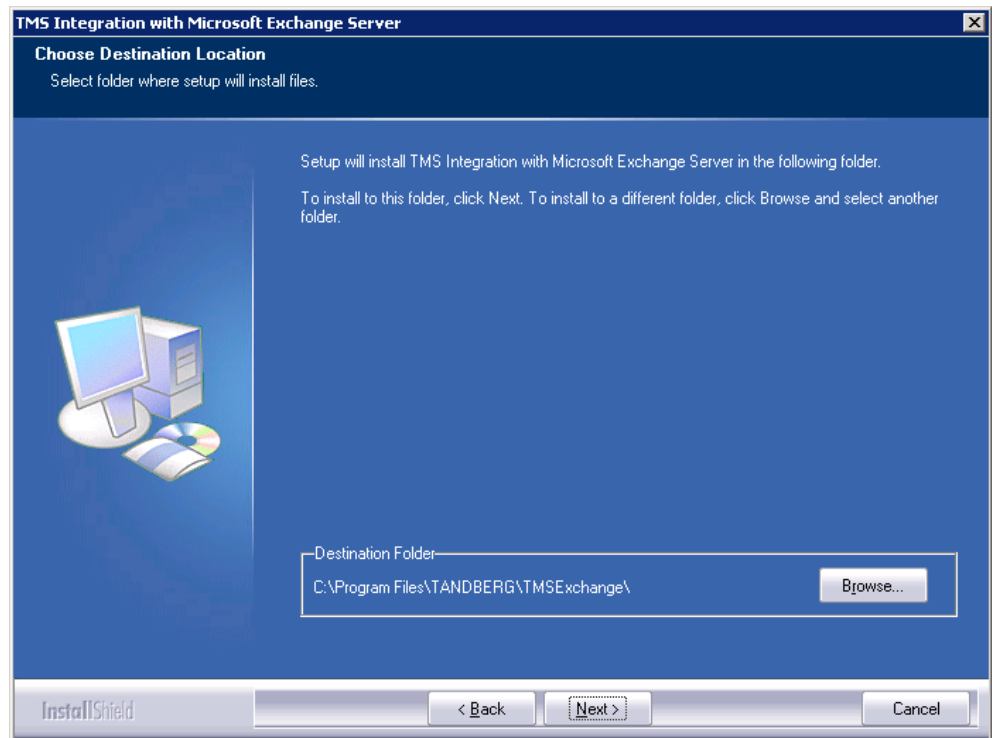 TMS Integration with Microsoft Exchange Server
Choose Destination Location
Select folder where setup will install files.
Setup will install TMS Integration with Microsoft Exchange Server in the following folder.
To install to this folder, click Next. To install to a different folder, click Browse and select another
folder.
Destination Folder
C:\Program Files\TANDBERG\TMSExchange\
Browse...
InstallShield
< Back
Next >
Cancel